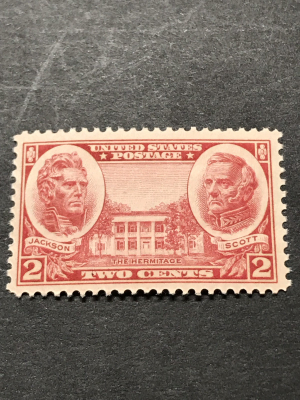 UNITED STATES
POSTAGE
JACKSON
SCOTT
THE HERMITAGE
2 TWO CENTS 2